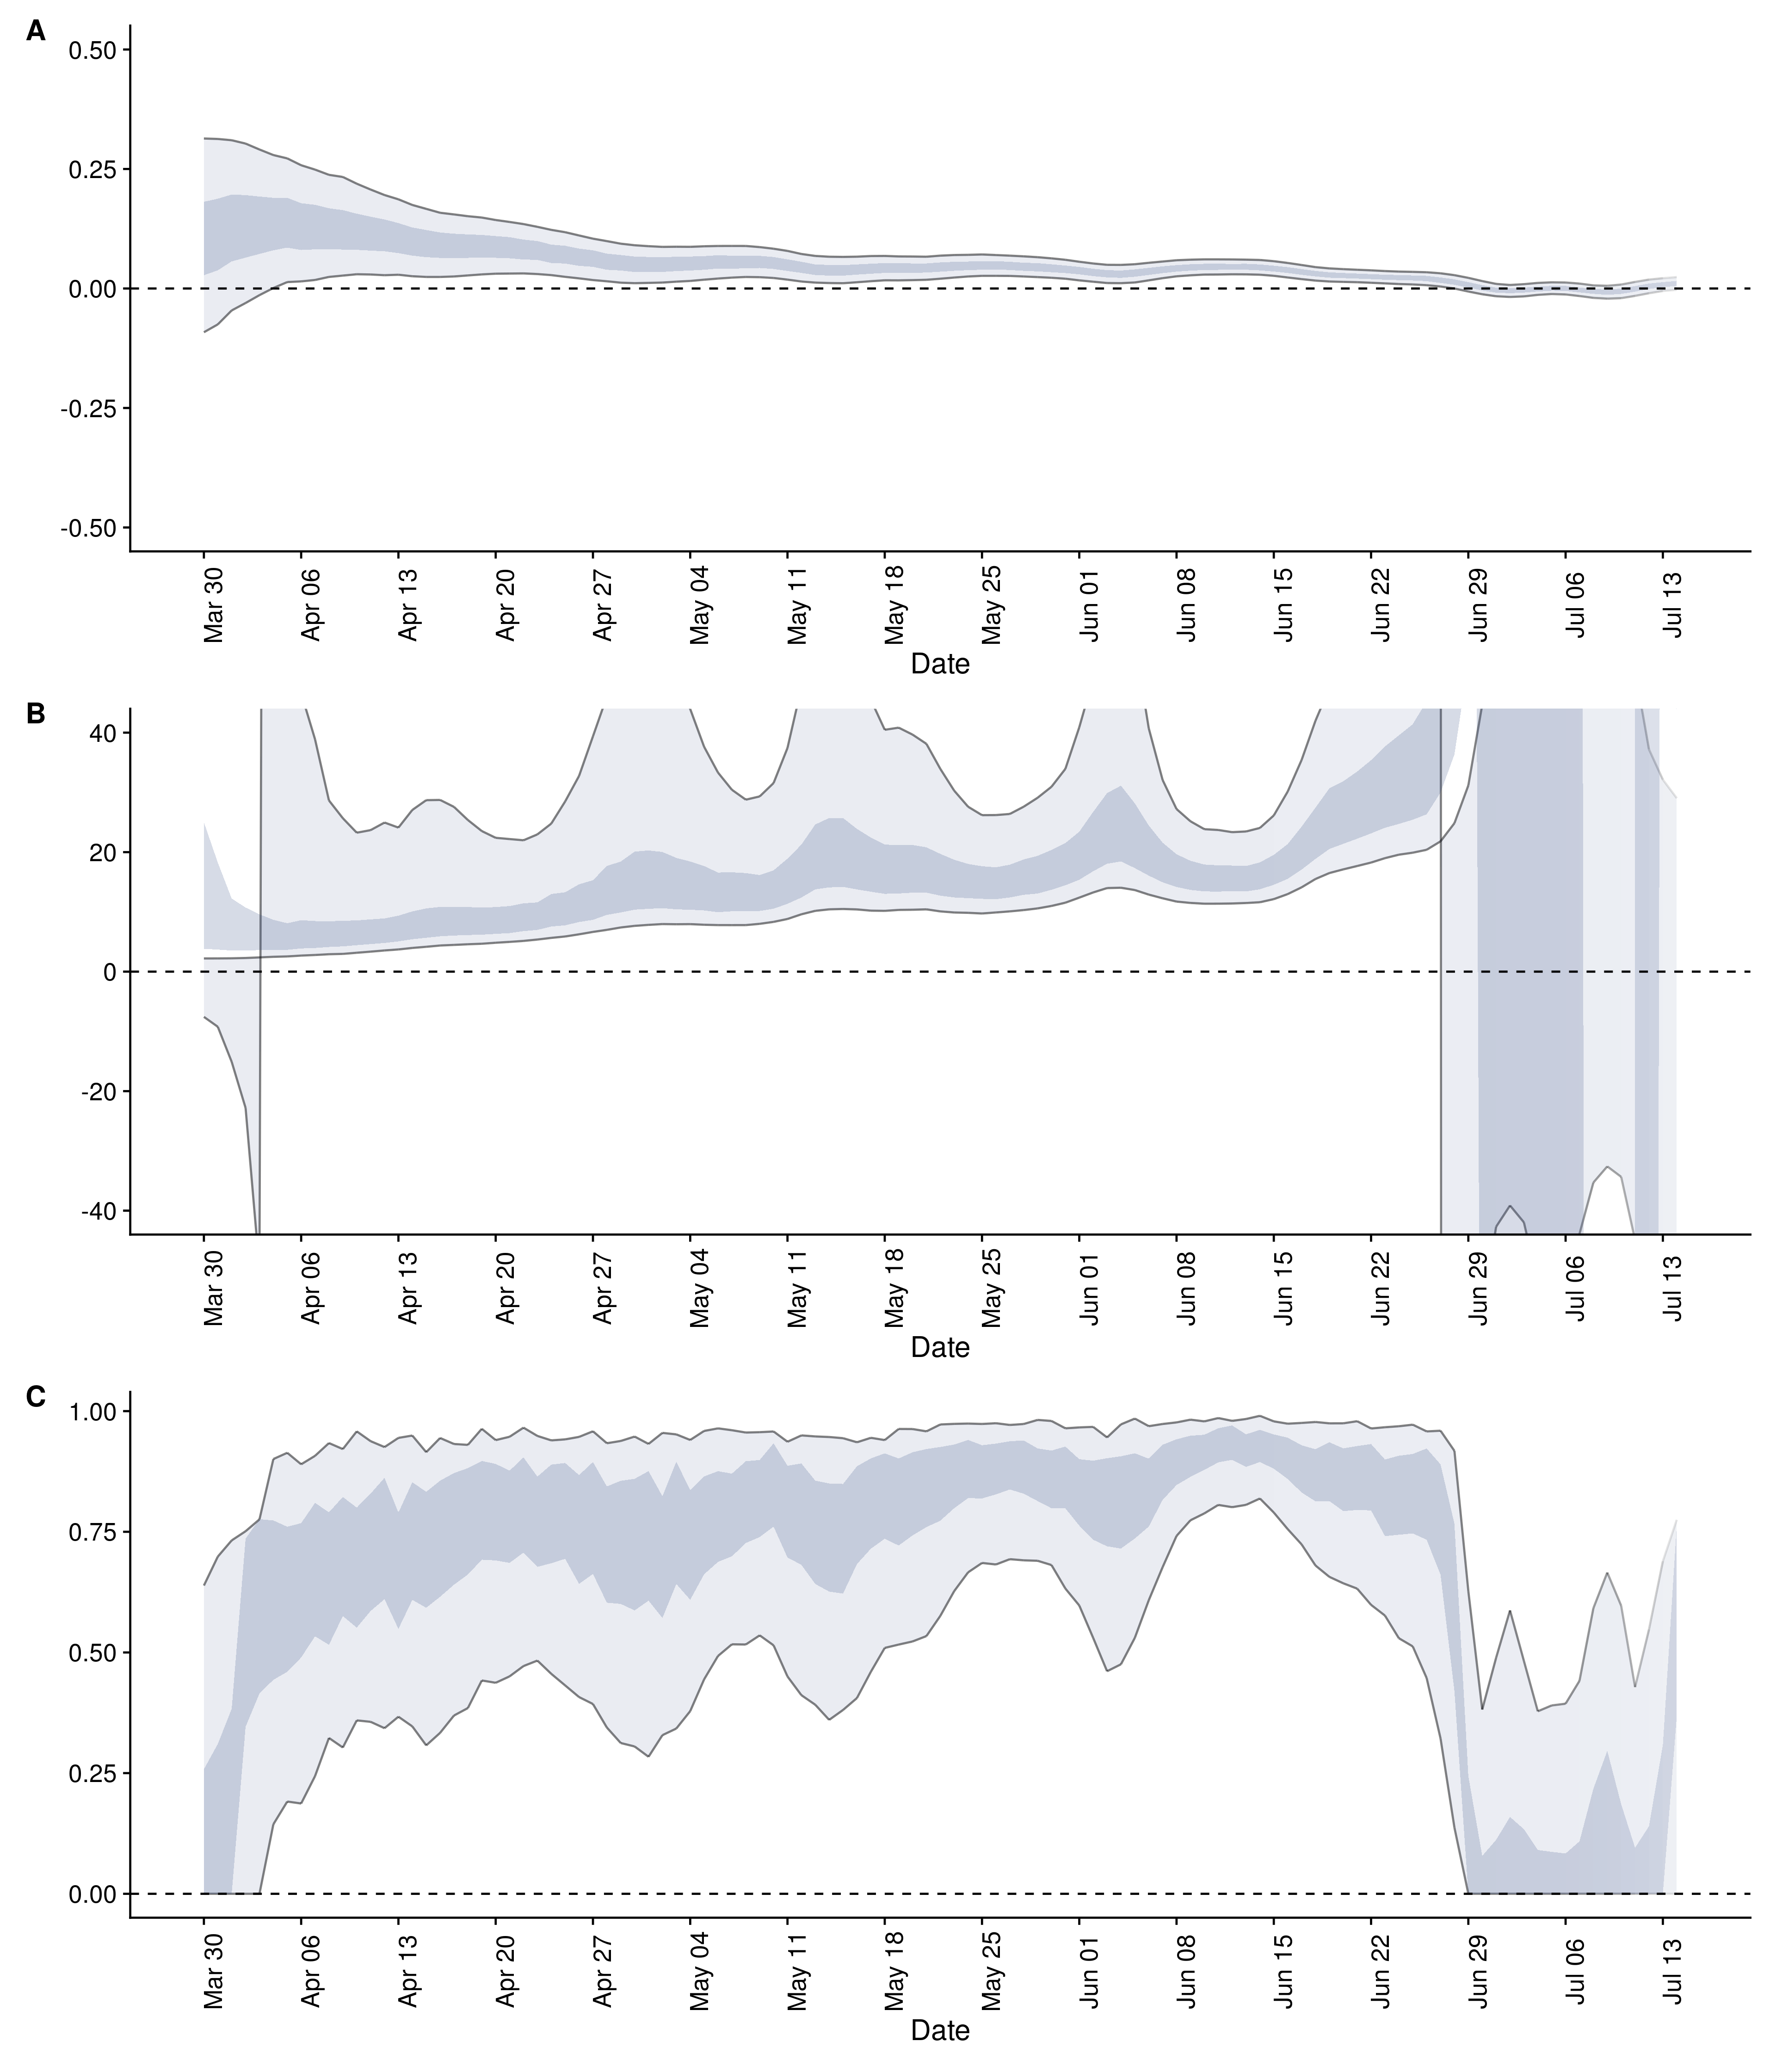 A
0.50
0.25
0.00
-0.25
-0.50
Mar 30
Apr 06
Apr 13
Apr 20
Apr 27
May 04
May 11
May 18
May 25
Jun 01
Jun 08
Jun 15
Jun 22
Jun 29
Jul 06
Jul 13
Date
B
40
20
0
-20
-40
Mar 30
Apr 06
Apr 13
Apr 20
Apr 27
May 04
May 11
May 18
May 25
Jun 01
Jun 08
Jun 15
Jun 22
Jun 29
Jul 06
Jul 13
Date
C
1.00
0.75
0.50
0.25
0.00
Mar 30
Apr 06
Apr 13
Apr 20
Apr 27
May 04
May 11
May 18
May 25
Jun 01
Jun 08
Jun 15
Jun 22
Jun 29
Jul 06
Jul 13
Date